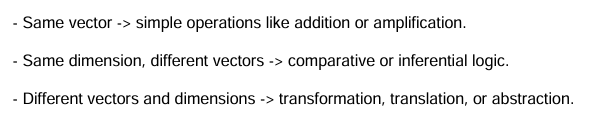 - Same vector -> simple operations like addition or amplification.
- Same dimension, different vectors -> comparative or inferential logic.
- Different vectors and dimensions -> transformation, translation, or abstraction.